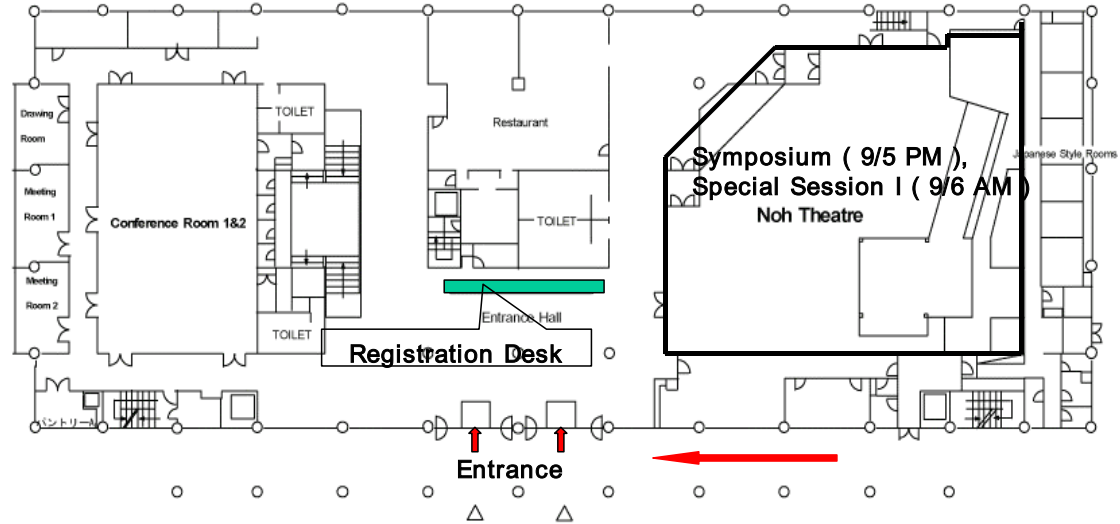 TOILET
Drawing
Room
Restaurant
Symposium ( 9/5 PM ),
Japanese Style Rooms
Special Session I ( 9/6 AM )
Meeting
Room 1
Noh Theatre
Conference Room 1&2
TOILET
Meeting
Room 2
Entrance Hall
TOILET
Registration Desk
パントリーA
Entrance